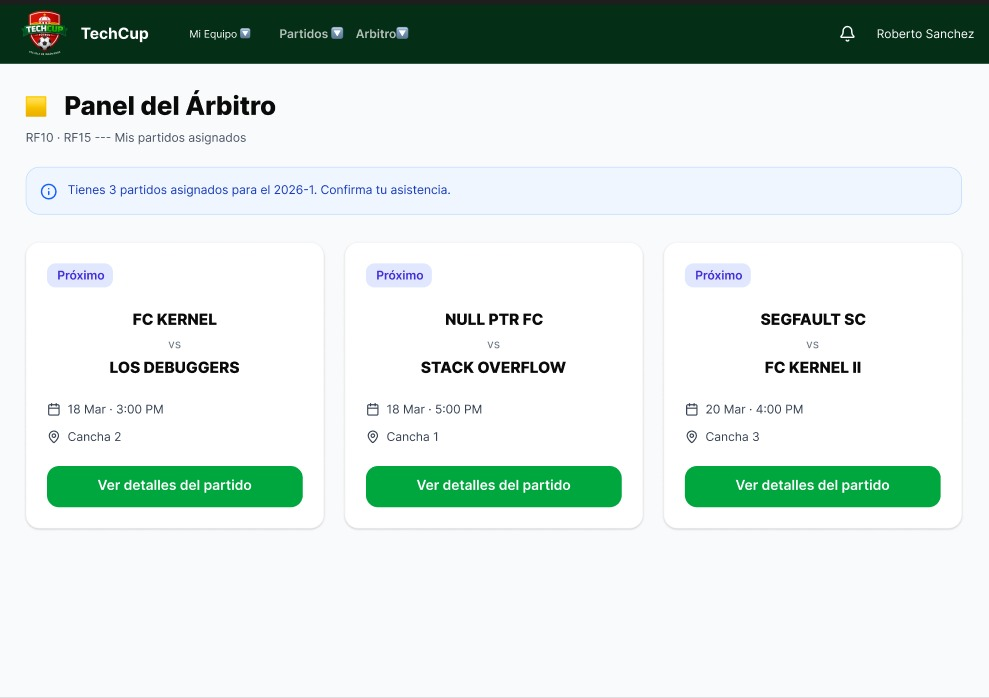 TECHCUP
TechCup
Mi Equipo
Partidos
Arbitro
Roberto Sanchez
Panel del Árbitro
RF10 · RF15 --- Mis partidos asignados
Tienes 3 partidos asignados para el 2026-1. Confirma tu asistencia.
Próximo
FC KERNEL
vs
LOS DEBUGGERS
18 Mar · 3:00 PM
Cancha 2
Ver detalles del partido
Próximo
NULL PTR FC
vs
STACK OVERFLOW
18 Mar · 5:00 PM
Cancha 1
Ver detalles del partido
Próximo
SEGFAULT SC
vs
FC KERNEL II
20 Mar · 4:00 PM
Cancha 3
Ver detalles del partido